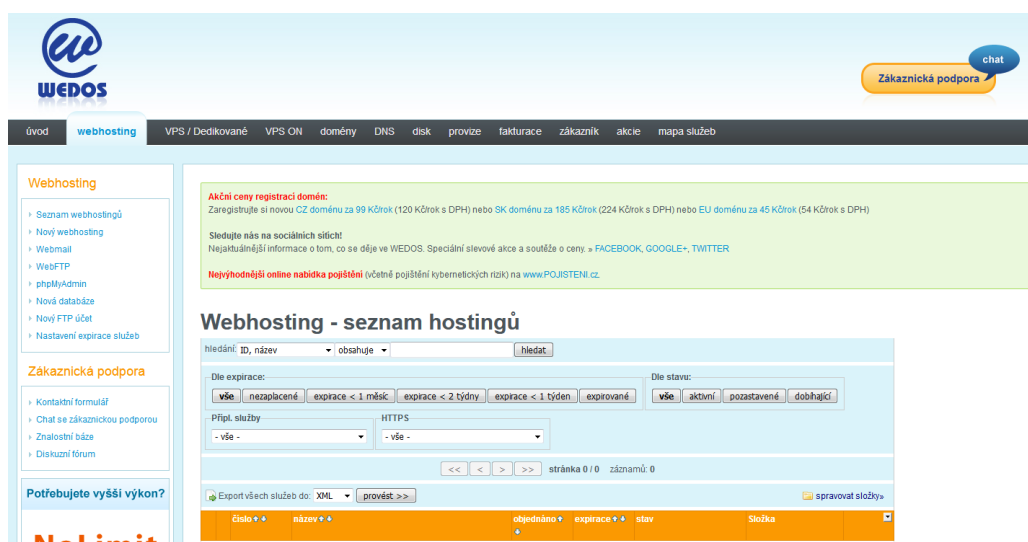 WEDOS
chat
Zákaznická podpora
úvod webhosting VPS / Dedikované VPS ON domény DNS disk provize fakturace zákazník akcie mapa služeb
Webhosting
Seznam webhostingů
Nový webhosting
Webmail
WebFTP
phpMyAdmin
Nová databáze
Nový FTP účet
Nastavení expirace služeb
Zákaznická podpora
Kontaktní formulář
Chat se zákaznickou podporou
Znalostní báze
Diskuzní fórum
Potřebujete vyšší výkon?
NoLimit
Akční ceny registrací domén:
Zaregistrujte si novou CZ doménu za 99 Kč/rok (120 Kč/rok s DPH) nebo SK doménu za 185 Kč/rok (224 Kč/rok s DPH) nebo EU doménu za 45 Kč/rok (54 Kč/rok s DPH)
Sledujte nás na sociálních sítích!
Nejaktuálnější informace o tom, co se děje ve WEDOS. Speciální slevové akce a soutěže o ceny. » FACEBOOK, GOOGLE+, TWITTER
Nejvýhodnější online nabídka pojištění (včetně pojištění kybernetických rizik) na www.POJISTENI.cz.
Webhosting - seznam hostingů
hledání: ID, název obsahuje hledat
Dle expirace:
vše nezaplacené expirace < 1 měsíc expirace < 2 týdny expirace < 1 týden expirované
Dle stavu:
vše aktivní pozastavené dobíhající
Přípl. služby HTTPS
- vše - - vše -
<< < > >> stránka 0 / 0 záznamů: 0
Export všech služeb do: XML provést >> spravovat složky»
číslo název objednáno expirace stav Složka